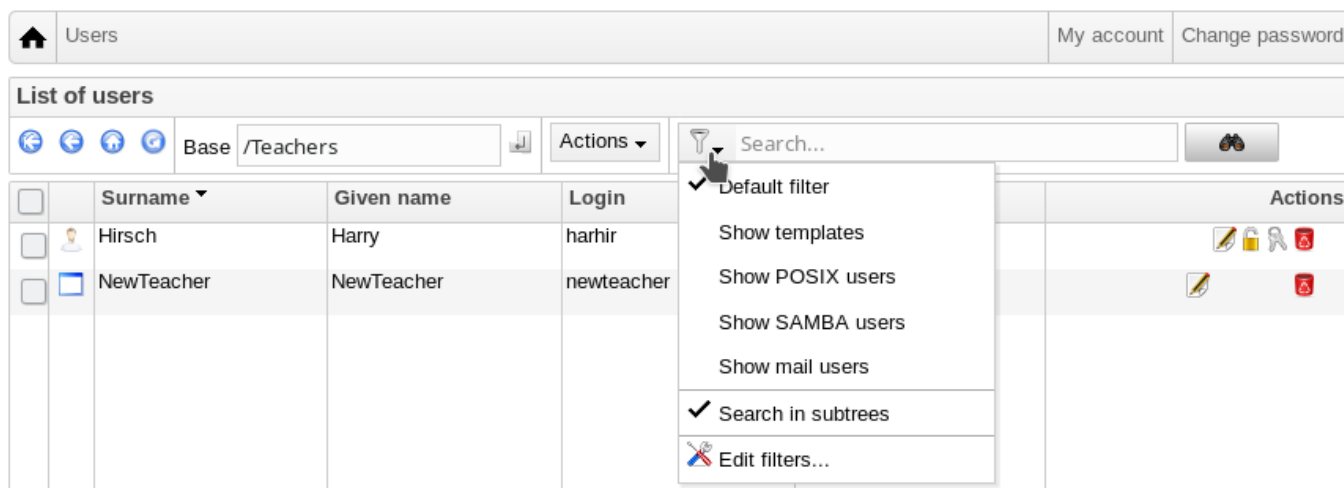 Users My account Change password
List of users
Base /Teachers Actions Search...
Surname Given name Login Actions
Default filter
Hirsch Harry harhir
Show templates
Show POSIX users
NewTeacher NewTeacher newteacher
Show SAMBA users
Show mail users
Search in subtrees
Edit filters...